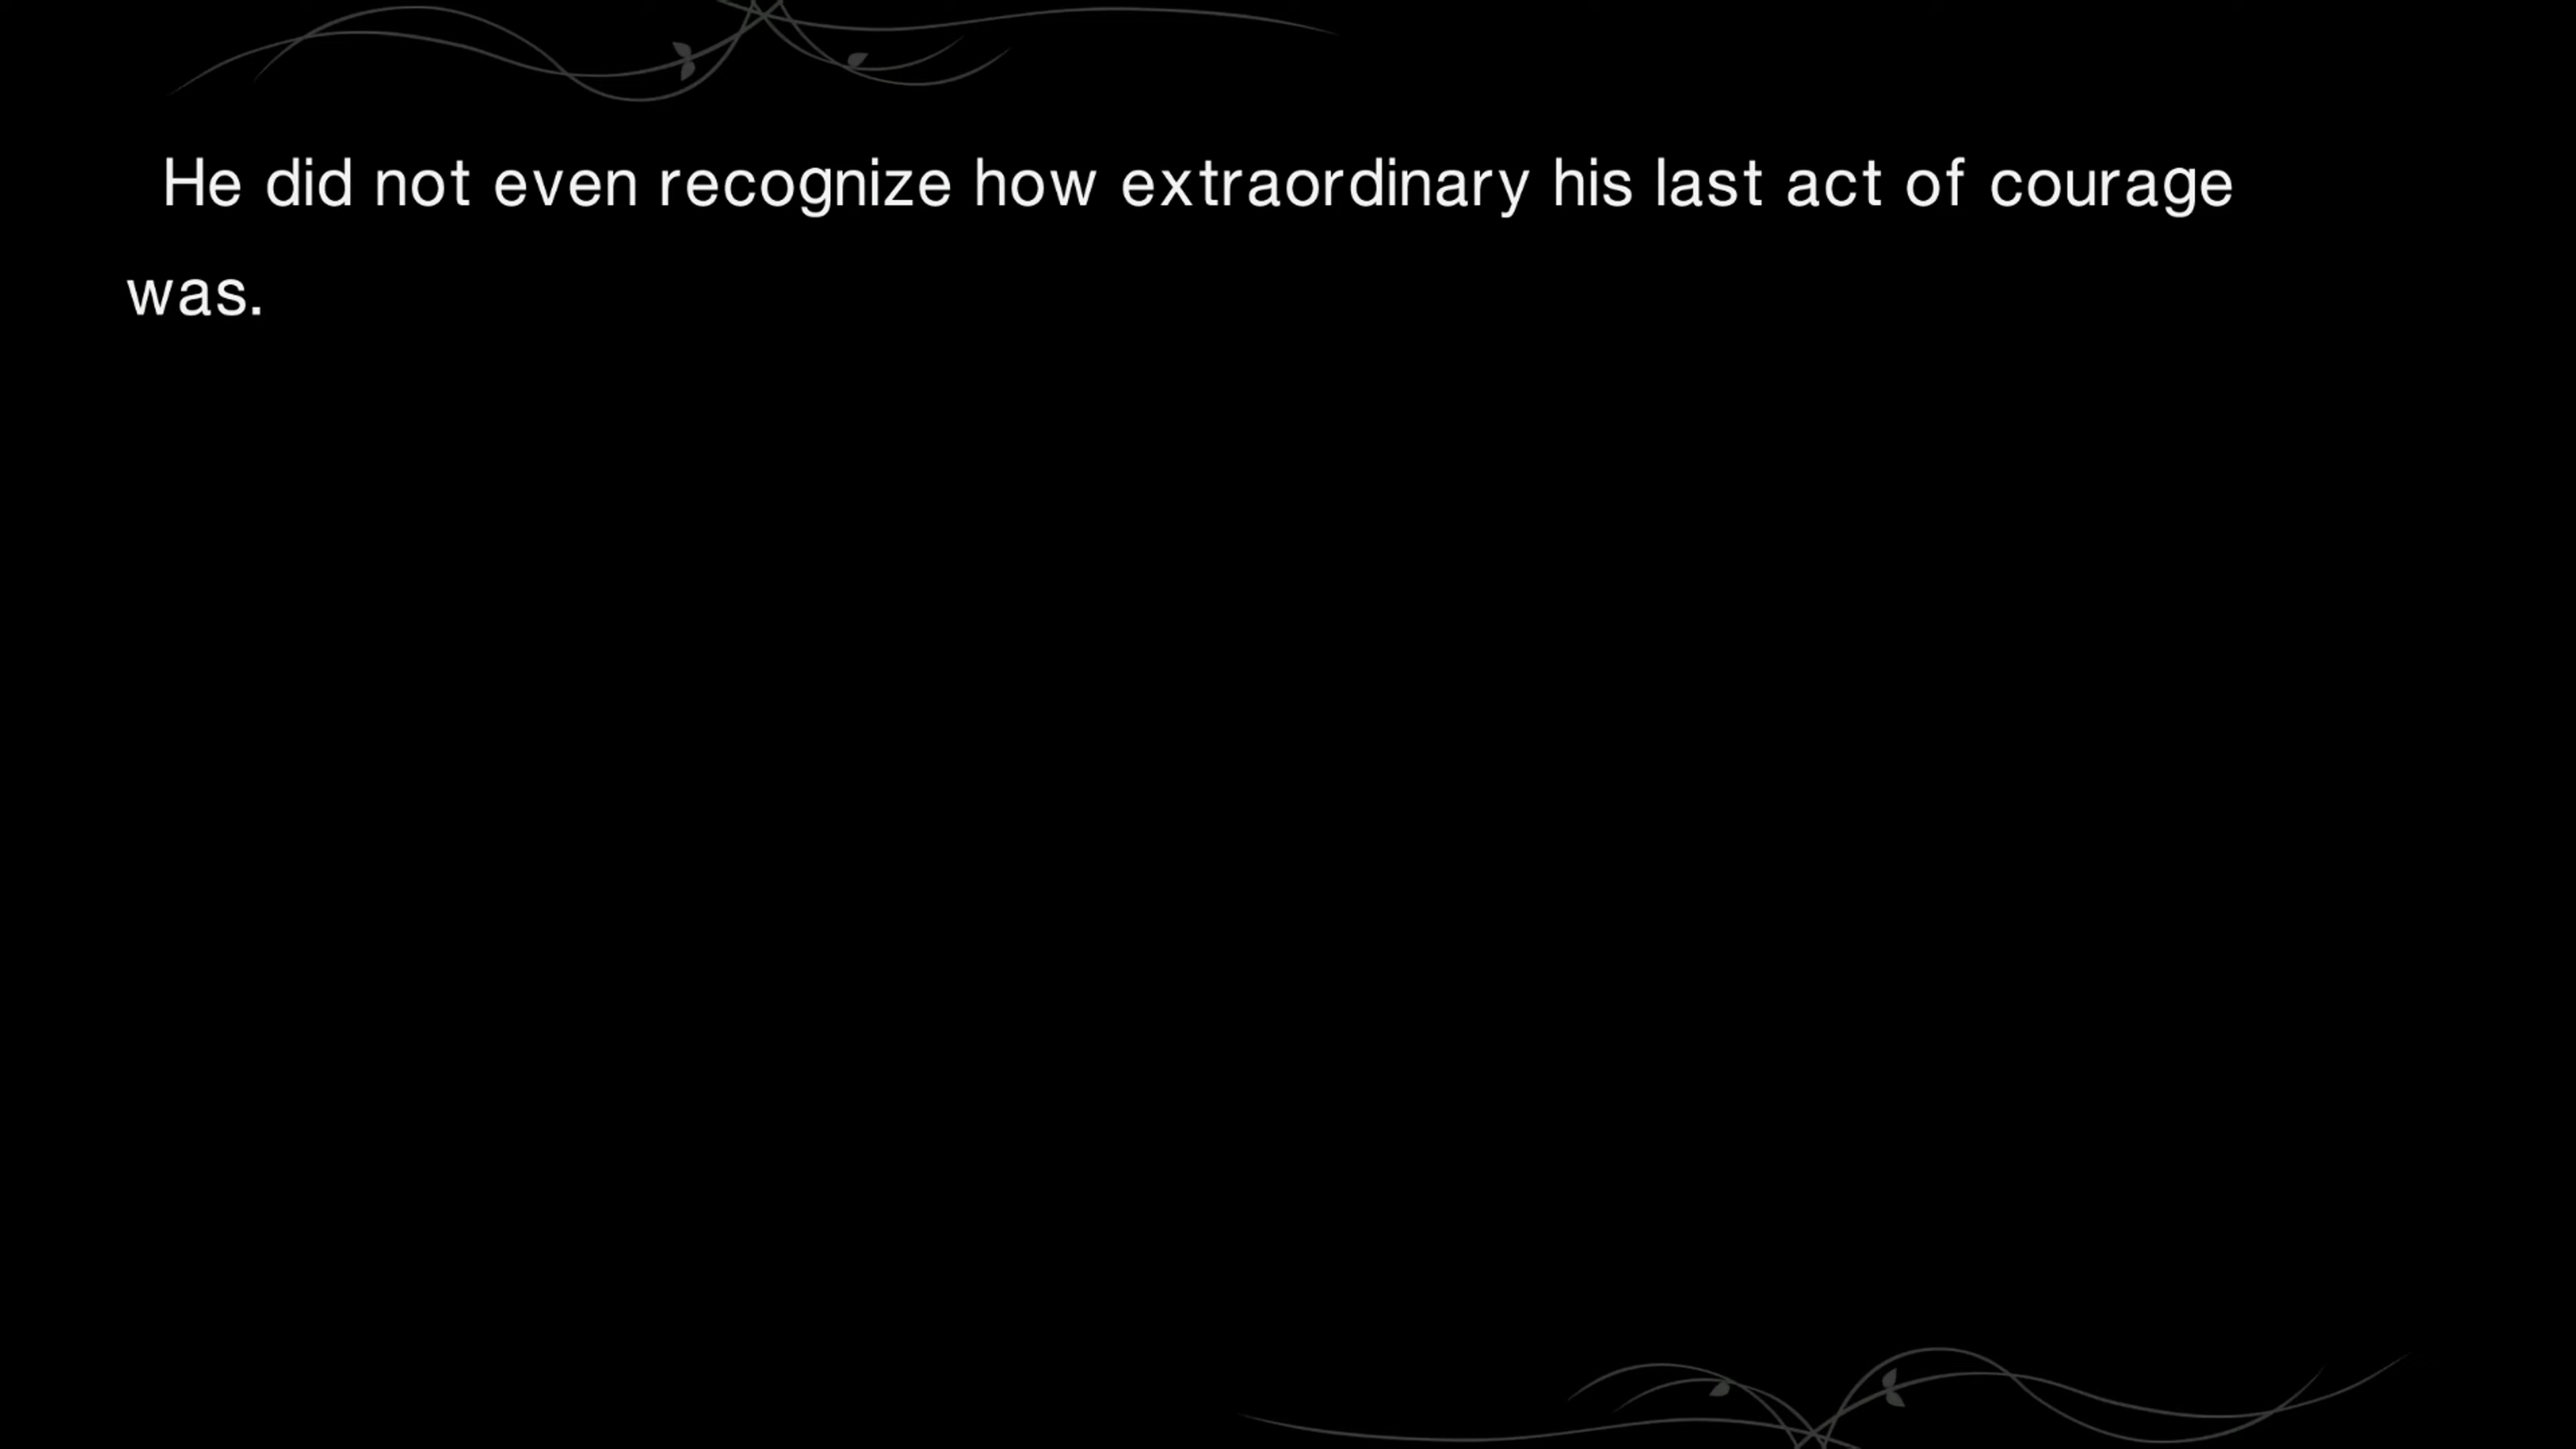 He did not even recognize how extraordinary his last act of courage
was.